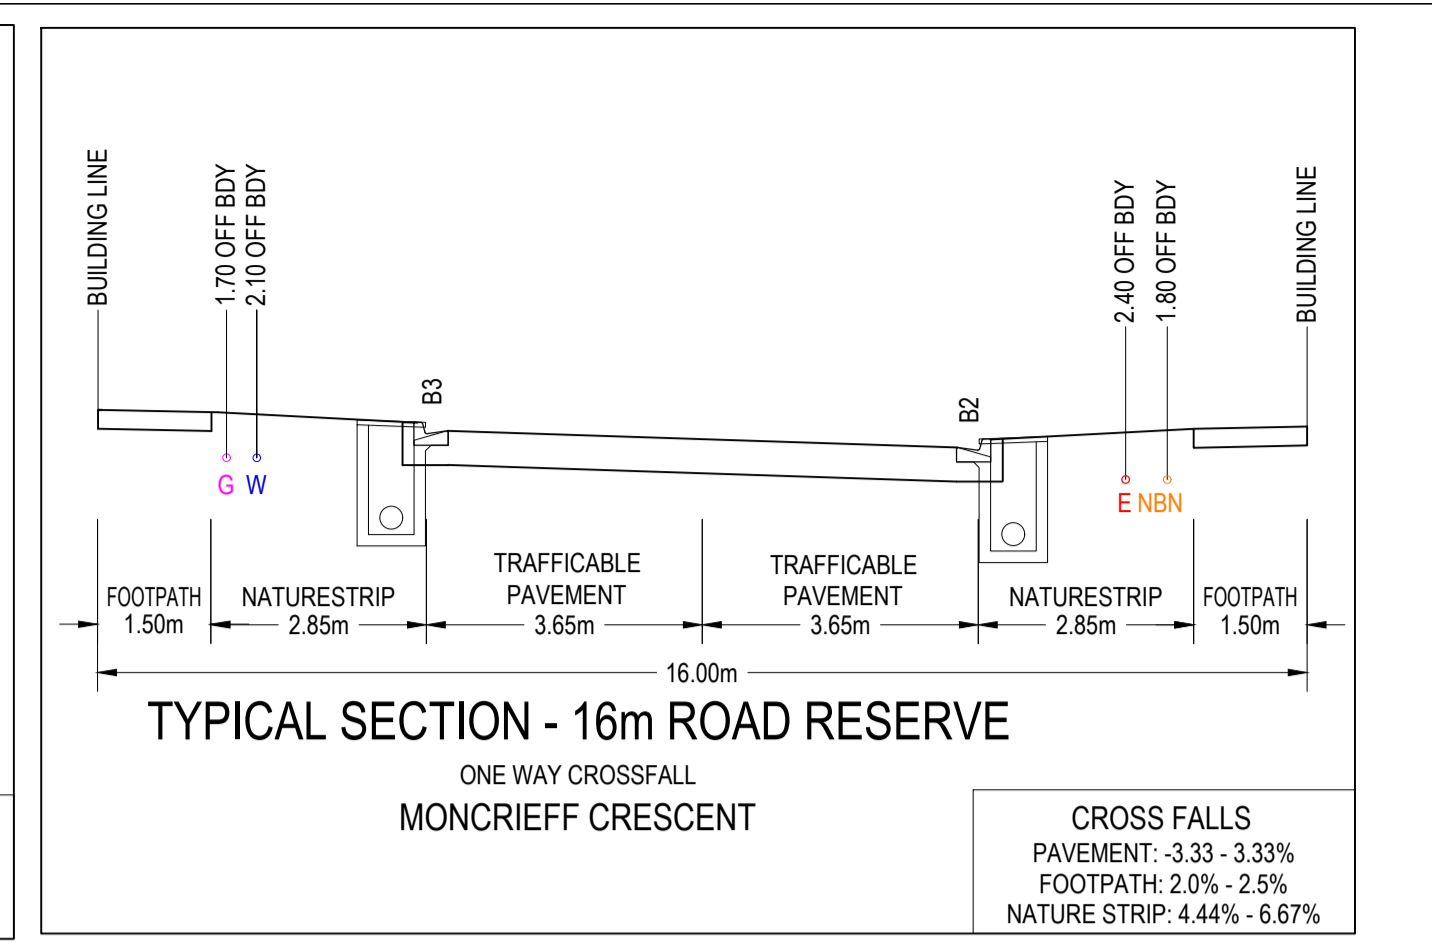 BUILDING LINE
1.70 OFF BDY
2.10 OFF BDY
2.40 OFF BDY
1.80 OFF BDY
BUILDING LINE
B3
B2
G
W
E
NBN
FOOTPATH
1.50m
NATURESTRIP
2.85m
TRAFFICABLE
PAVEMENT
3.65m
TRAFFICABLE
PAVEMENT
3.65m
NATURESTRIP
2.85m
FOOTPATH
1.50m
16.00m
TYPICAL SECTION - 16m ROAD RESERVE
ONE WAY CROSSFALL
MONCRIEFF CRESCENT
CROSS FALLS
PAVEMENT: -3.33 - 3.33%
FOOTPATH: 2.0% - 2.5%
NATURE STRIP: 4.44% - 6.67%